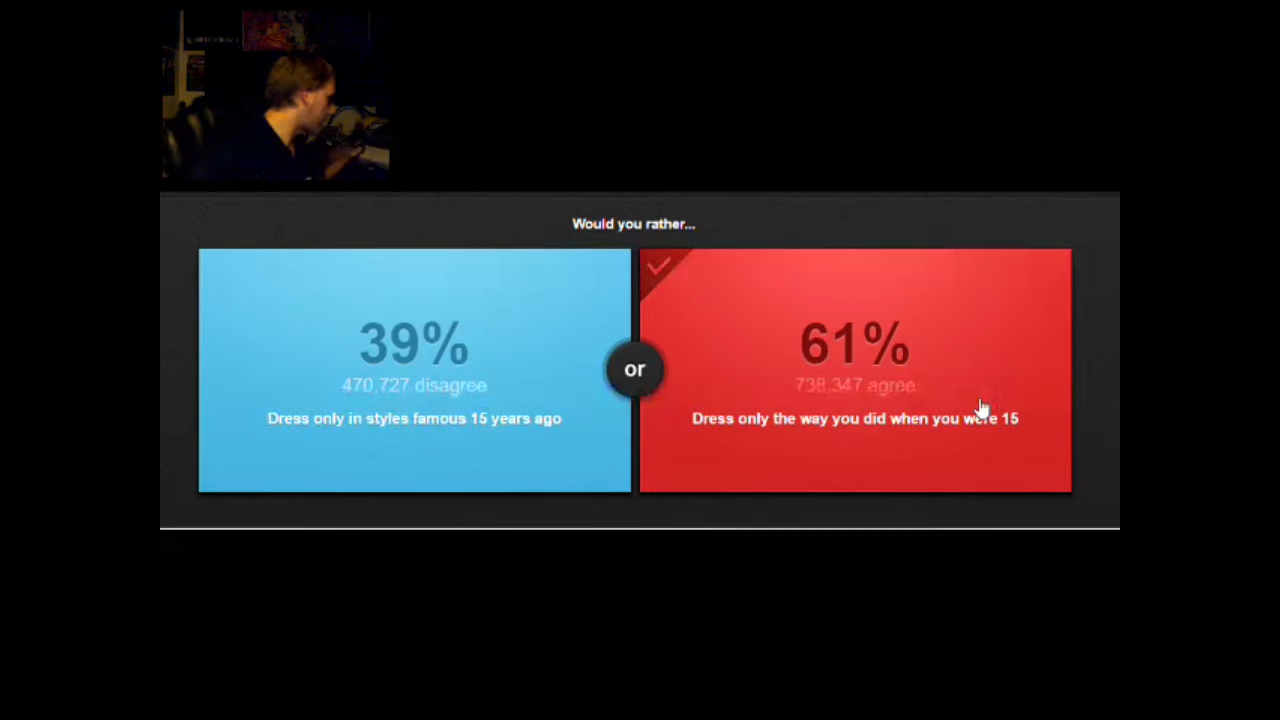 Would you rather...
39%
470,727 disagree
Dress only in styles famous 15 years ago
or
61%
738,347 agree
Dress only the way you did when you were 15